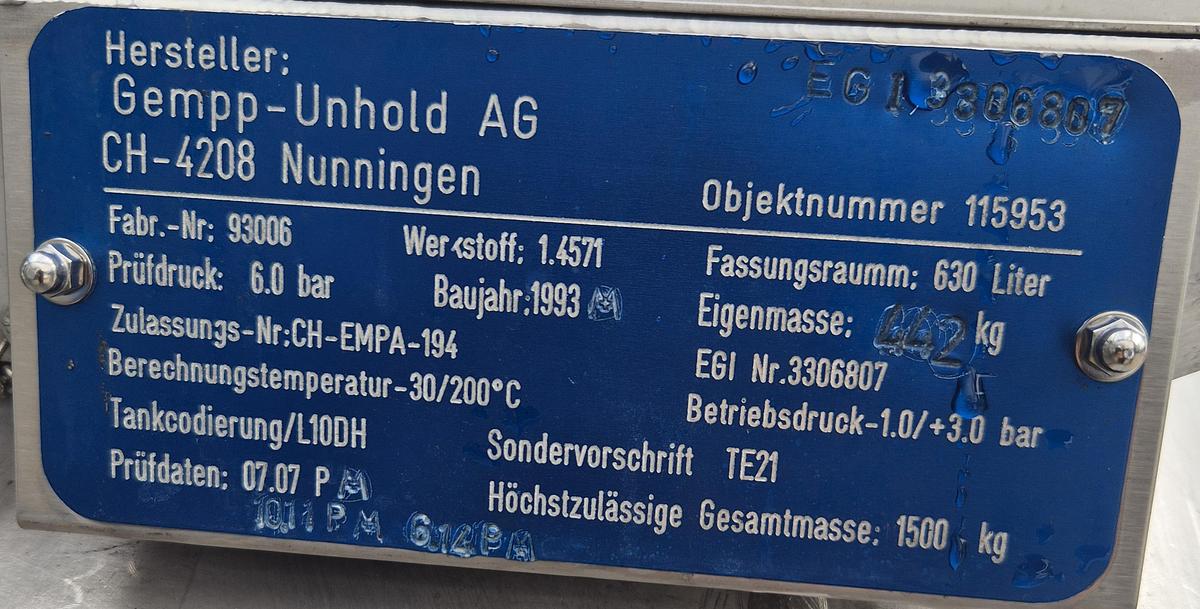 Hersteller:
Gempp-Unhold AG
CH-4208 Nunningen
EGI 3306807
Objektnummer 115953
Fabr.-Nr: 93006
Werkstoff: 1.4571
Fassungsraumm: 630 Liter
Prüfdruck: 6.0 bar
Baujahr:1993
Eigenmasse: 442 kg
Zulassungs-Nr:CH-EMPA-194
EGI Nr.3306807
Berechnungstemperatur-30/200°C
Betriebsdruck-1.0/+3.0 bar
Tankcodierung/L10DH
Sondervorschrift TE21
Prüfdaten: 07.07 P
Höchstzulässige Gesamtmasse: 1500 kg
10.11 P 6.14 P